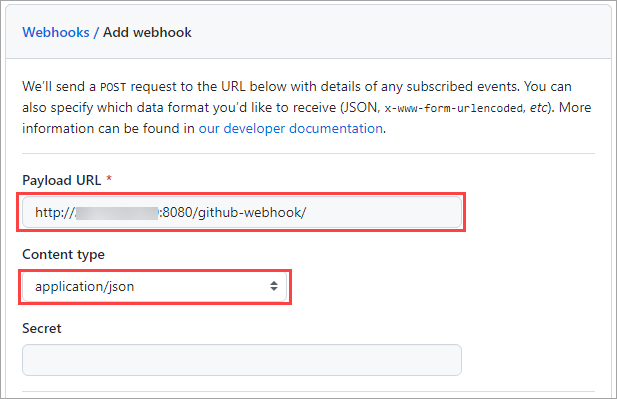 Webhooks / Add webhook
We'll send a POST request to the URL below with details of any subscribed events. You can
also specify which data format you'd like to receive (JSON, x-www-form-urlencoded, etc). More
information can be found in our developer documentation.
Payload URL *
http:// :8080/github-webhook/
Content type
application/json
Secret